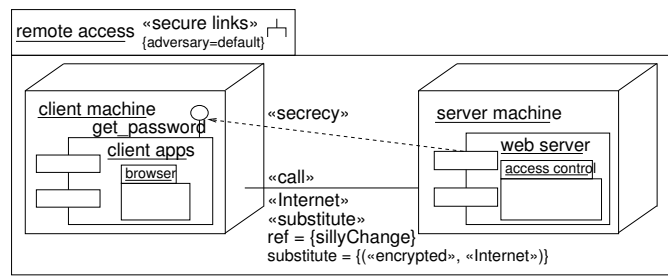 remote access «secure links»
{adversary=default}
client machine
get_password
client apps
browser
«secrecy»
«call»
«Internet»
«substitute»
ref = {sillyChange}
substitute = {(«encrypted», «Internet»)}
server machine
web server
access control